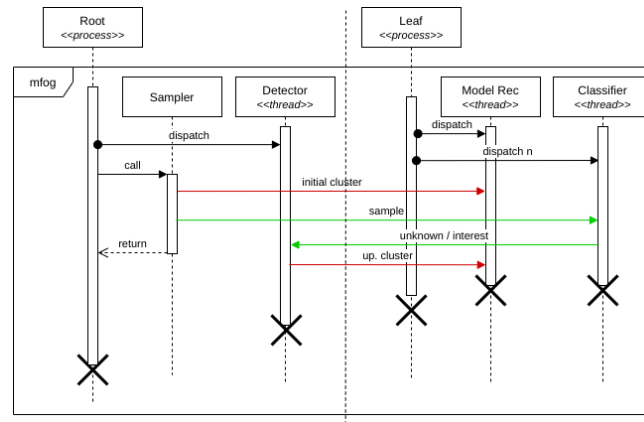 Root
<<process>>
Leaf
<<process>>
mfog
Sampler
Detector
<<thread>>
Model Rec
<<thread>>
Classifier
<<thread>>
dispatch
dispatch
dispatch n
call
initial cluster
sample
unknown / interest
return
up. cluster